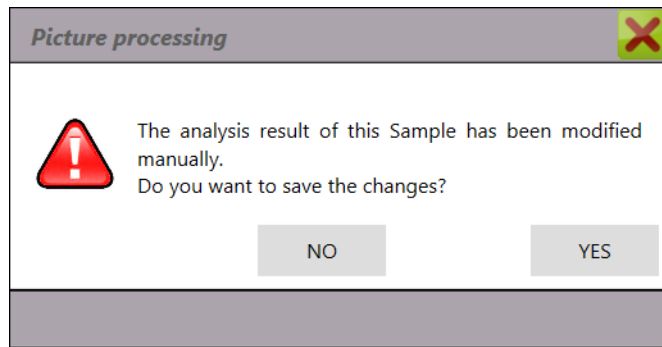 Picture processing
The analysis result of this Sample has been modified
manually.
Do you want to save the changes?
NO YES